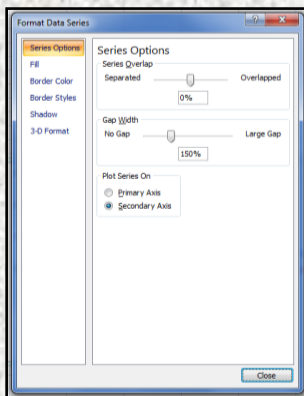 Format Data Series
Series Options
Fill
Border Color
Border Styles
Shadow
3-D Format
Series Options
Series Overlap
Separated Overlapped
0%
Gap Width
No Gap Large Gap
150%
Plot Series On
Primary Axis
Secondary Axis
Close